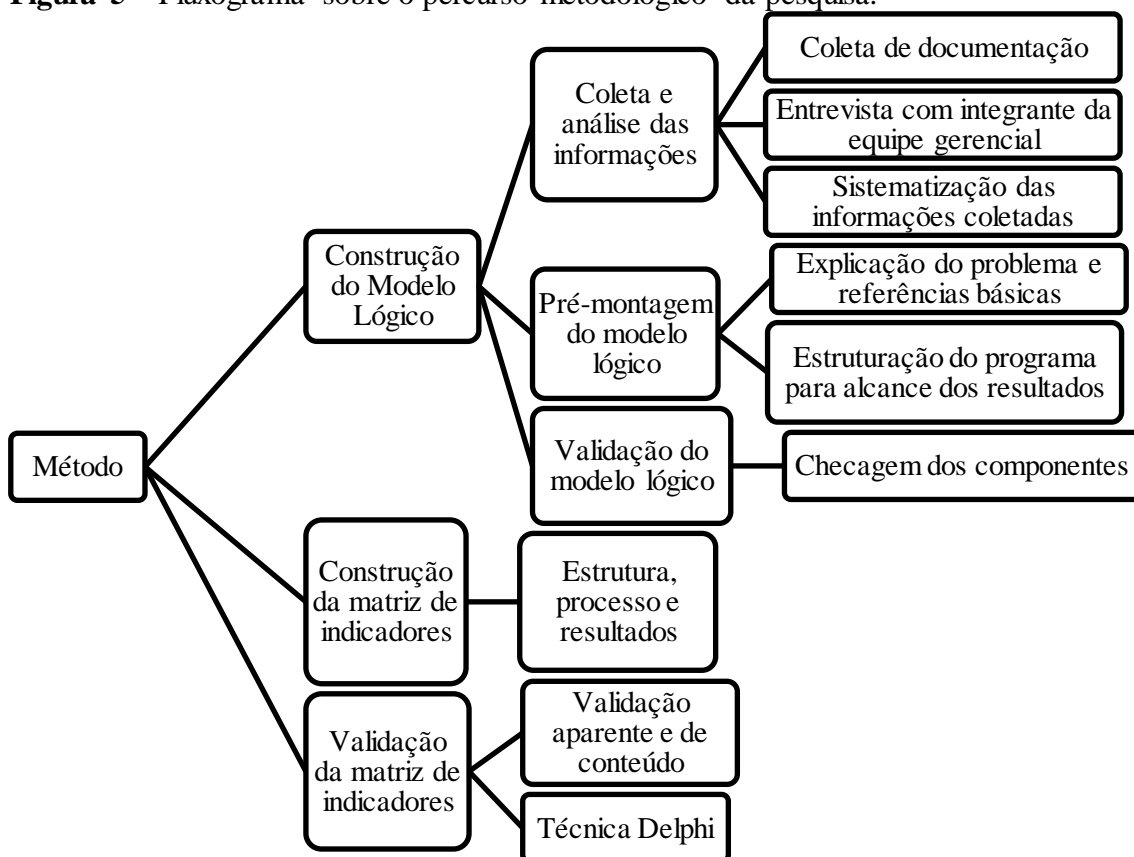 Figura 3 – Fluxograma sobre o percurso metodológico da pesquisa.
Método
Construção
do Modelo
Lógico
Coleta e
análise das
informações
Coleta de documentação
Entrevista com integrante da
equipe gerencial
Sistematização das
informações coletadas
Pré-montagem
do modelo
lógico
Explicação do problema e
referências básicas
Estruturação do programa
para alcance dos resultados
Validação do
modelo lógico
Checagem dos componentes
Construção
da matriz de
indicadores
Estrutura,
processo e
resultados
Validação
da matriz de
indicadores
Validação
aparente e de
conteúdo
Técnica Delphi